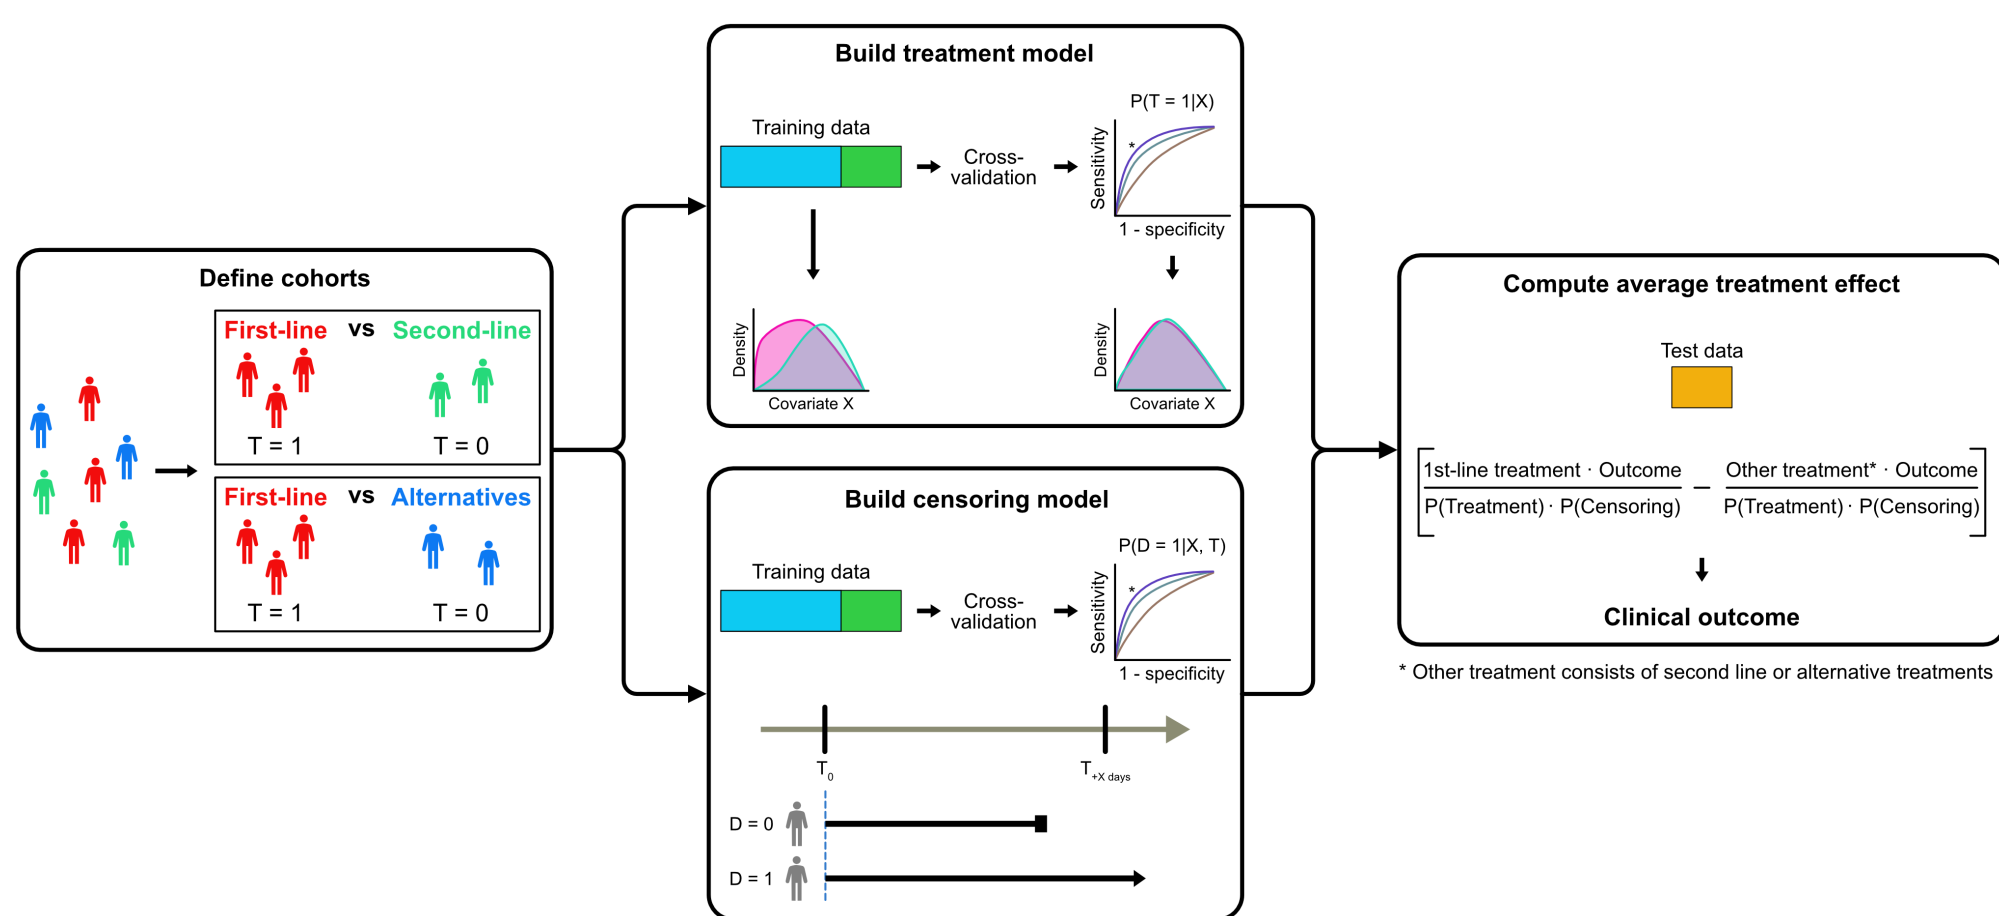 Define cohorts
First-line vs Second-line
T = 1 T = 0
First-line vs Alternatives
T = 1 T = 0
Build treatment model
Training data
Cross-
validation
P(T = 1|X)
Sensitivity
1 - specificity
*
Density
Covariate X
Density
Covariate X
Build censoring model
Training data
Cross-
validation
P(D = 1|X, T)
Sensitivity
1 - specificity
*
T0
T+X days
D = 0
D = 1
Compute average treatment effect
Test data
1st-line treatment · Outcome
P(Treatment) · P(Censoring)
−
Other treatment* · Outcome
P(Treatment) · P(Censoring)
Clinical outcome
* Other treatment consists of second line or alternative treatments